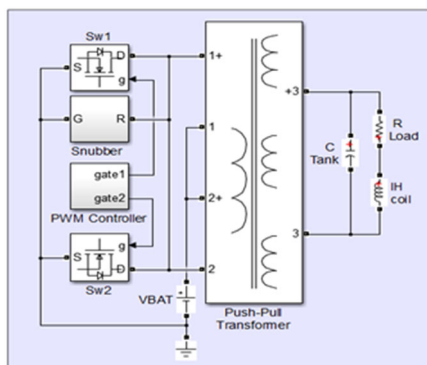 Sw1
S
D
g
G
R
Snubber
gate1
gate2
PWM Controller
g
S
D
Sw2
VBAT
+
1+
1
2+
2
+3
3
Push-Pull
Transformer
C
Tank
R
Load
IH
coil